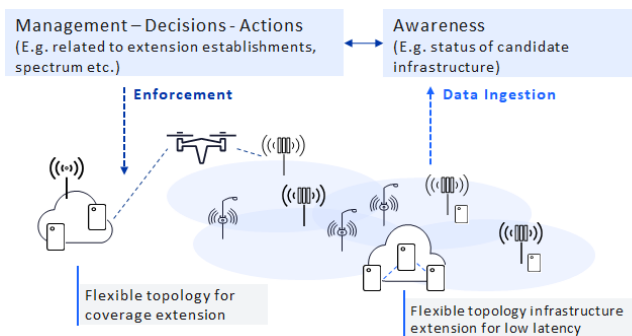 Management – Decisions - Actions
(E.g. related to extension establishments,
spectrum etc.)
Awareness
(E.g. status of candidate
infrastructure)
Enforcement
Data Ingestion
Flexible topology for
coverage extension
Flexible topology infrastructure
extension for low latency